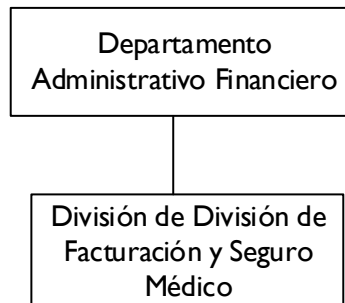 Departamento
Administrativo Financiero
División de División de
Facturación y Seguro
Médico